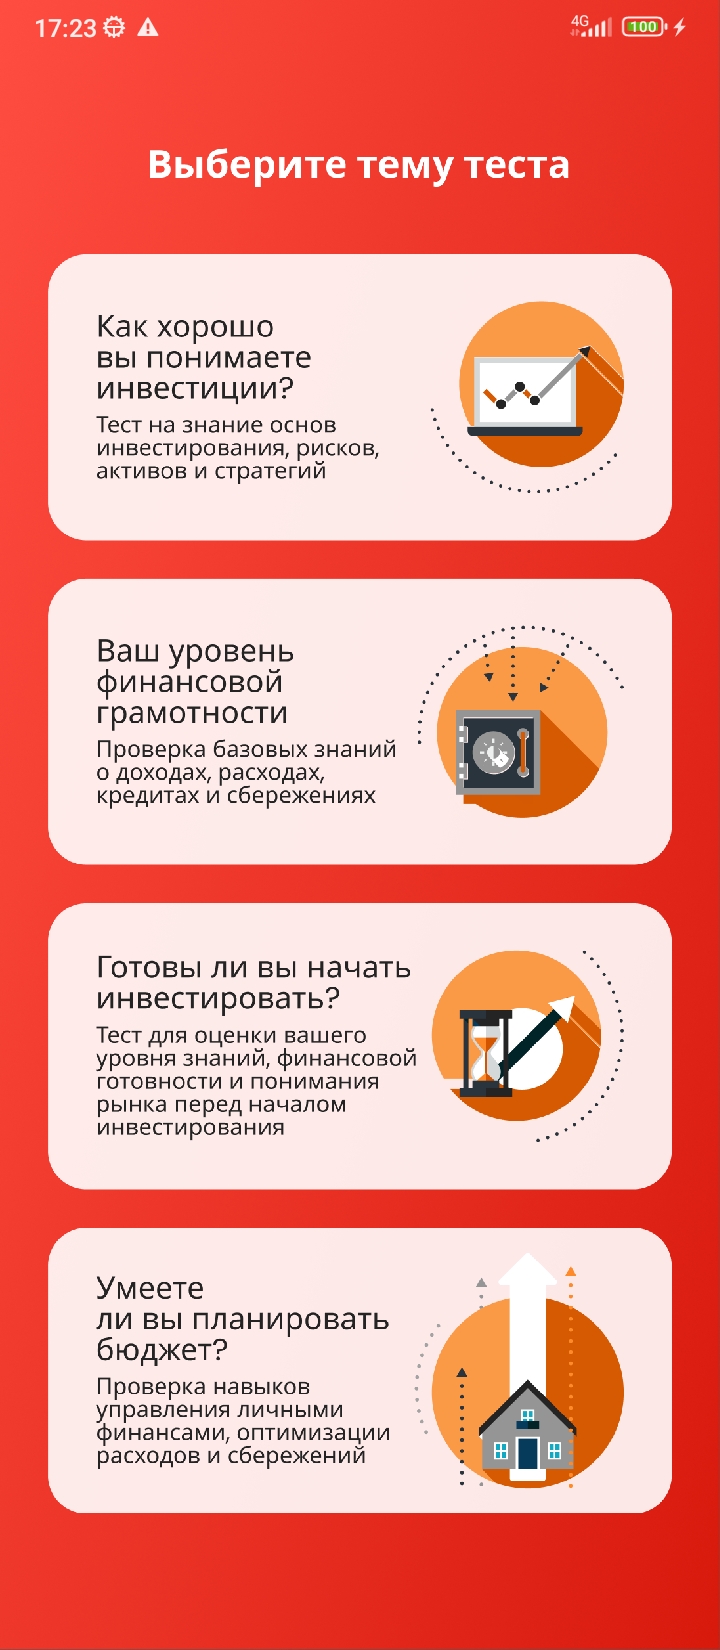 17:23
4G
100
Выберите тему теста
Как хорошо
вы понимаете
инвестиции?
Тест на знание основ
инвестирования, рисков,
активов и стратегий
Ваш уровень
финансовой
грамотности
Проверка базовых знаний
о доходах, расходах,
кредитах и сбережениях
Готовы ли вы начать
инвестировать?
Тест для оценки вашего
уровня знаний, финансовой
готовности и понимания
рынка перед началом
инвестирования
Умеете
ли вы планировать
бюджет?
Проверка навыков
управления личными
финансами, оптимизации
расходов и сбережений